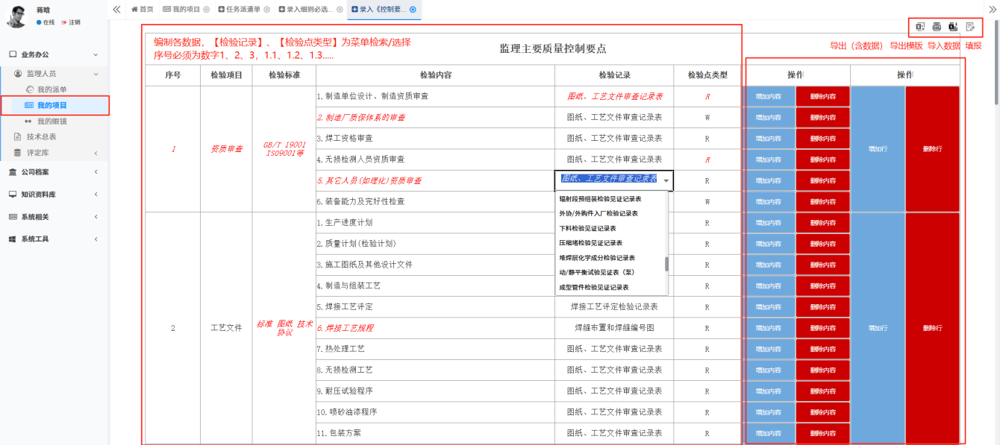 蒋晗
在线 注销
业务办公
监理人员
我的派单
我的项目
我的眼镜
技术总表
评定库
公司档案
知识资料库
系统相关
系统工具
首页 我的项目 任务派遣单 录入细则必选... 录入《控制要...
编制各数据，【检验记录】、【检验点类型】为菜单检索/选择
序号必须为数字1、2、3，1.1、1.2、1.3.....
监理主要质量控制要点
导出（含数据） 导出模版 导入数据 填报
序号 检验项目 检验标准 检验内容 检验记录 检验点类型 操作 操作
1 资质审查 GB/T 19001 ISO9001等
1.制造单位设计、制造资质审查 图纸、工艺文件审查记录表 R 增加内容 删除内容
2.制造厂质保体系的审查 图纸、工艺文件审查记录表 W 增加内容 删除内容
3.焊工资格审查 图纸、工艺文件审查记录表 R 增加内容 删除内容
增加行 删除行
4.无损检测人员资质审查 图纸、工艺文件审查记录表 R 增加内容 删除内容
5.其它人员(如理化)资质审查 图纸、工艺文件审查记录表 R 增加内容 删除内容
6.装备能力及完好性检查 W 增加内容 删除内容
辐射段预组装检验见证记录表
外协/外购件入厂检验记录表
下料检验见证记录表
压缩堵检验见证记录表
堆焊层化学成分检验记录表
动/静平衡试验见证表（泵）
成型管件检验见证记录表
2 工艺文件 标准 图纸 技术协议
1.生产进度计划 R 增加内容 删除内容
2.质量计划(检验计划) R 增加内容 删除内容
3.施工图纸及其他设计文件 R 增加内容 删除内容
4.制造与组装工艺 R 增加内容 删除内容
5.焊接工艺评定 焊接工艺评定检验记录表 R 增加内容 删除内容
6.焊接工艺规程 焊缝布置和焊缝编号图 R 增加内容 删除内容
增加行 删除行
7.热处理工艺 图纸、工艺文件审查记录表 R 增加内容 删除内容
8.无损检测工艺 图纸、工艺文件审查记录表 R 增加内容 删除内容
9.耐压试验程序 图纸、工艺文件审查记录表 R 增加内容 删除内容
10.喷砂油漆程序 图纸、工艺文件审查记录表 R 增加内容 删除内容
11.包装方案 图纸、工艺文件审查记录表 R 增加内容 删除内容